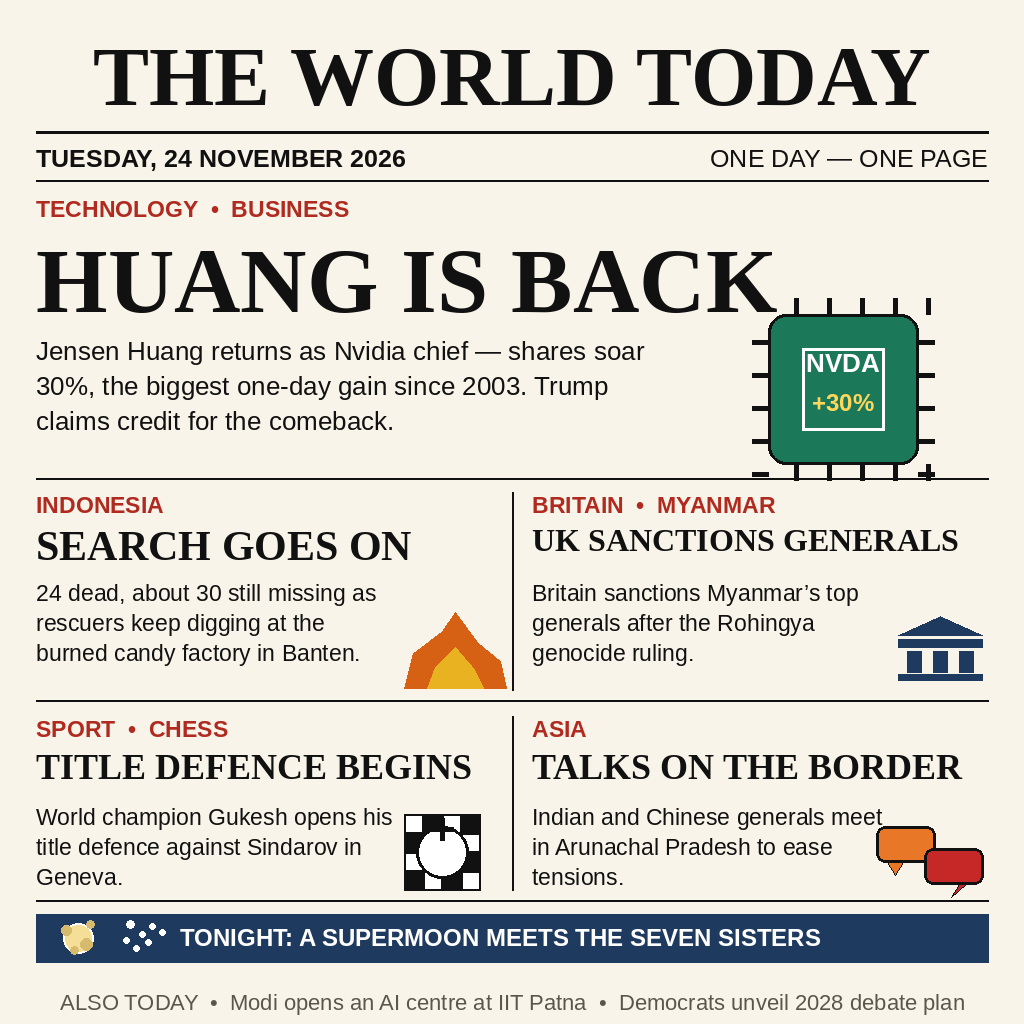 THE WORLD TODAY
TUESDAY, 24 NOVEMBER 2026
ONE DAY — ONE PAGE
TECHNOLOGY • BUSINESS
HUANG IS BACK
Jensen Huang returns as Nvidia chief — shares soar
30%, the biggest one-day gain since 2003. Trump
claims credit for the comeback.
NVDA
+30%
INDONESIA
SEARCH GOES ON
24 dead, about 30 still missing as
rescuers keep digging at the
burned candy factory in Banten.
BRITAIN • MYANMAR
UK SANCTIONS GENERALS
Britain sanctions Myanmar’s top
generals after the Rohingya
genocide ruling.
SPORT • CHESS
TITLE DEFENCE BEGINS
World champion Gukesh opens his
title defence against Sindarov in
Geneva.
ASIA
TALKS ON THE BORDER
Indian and Chinese generals meet
in Arunachal Pradesh to ease
tensions.
TONIGHT: A SUPERMOON MEETS THE SEVEN SISTERS
ALSO TODAY • Modi opens an AI centre at IIT Patna • Democrats unveil 2028 debate plan